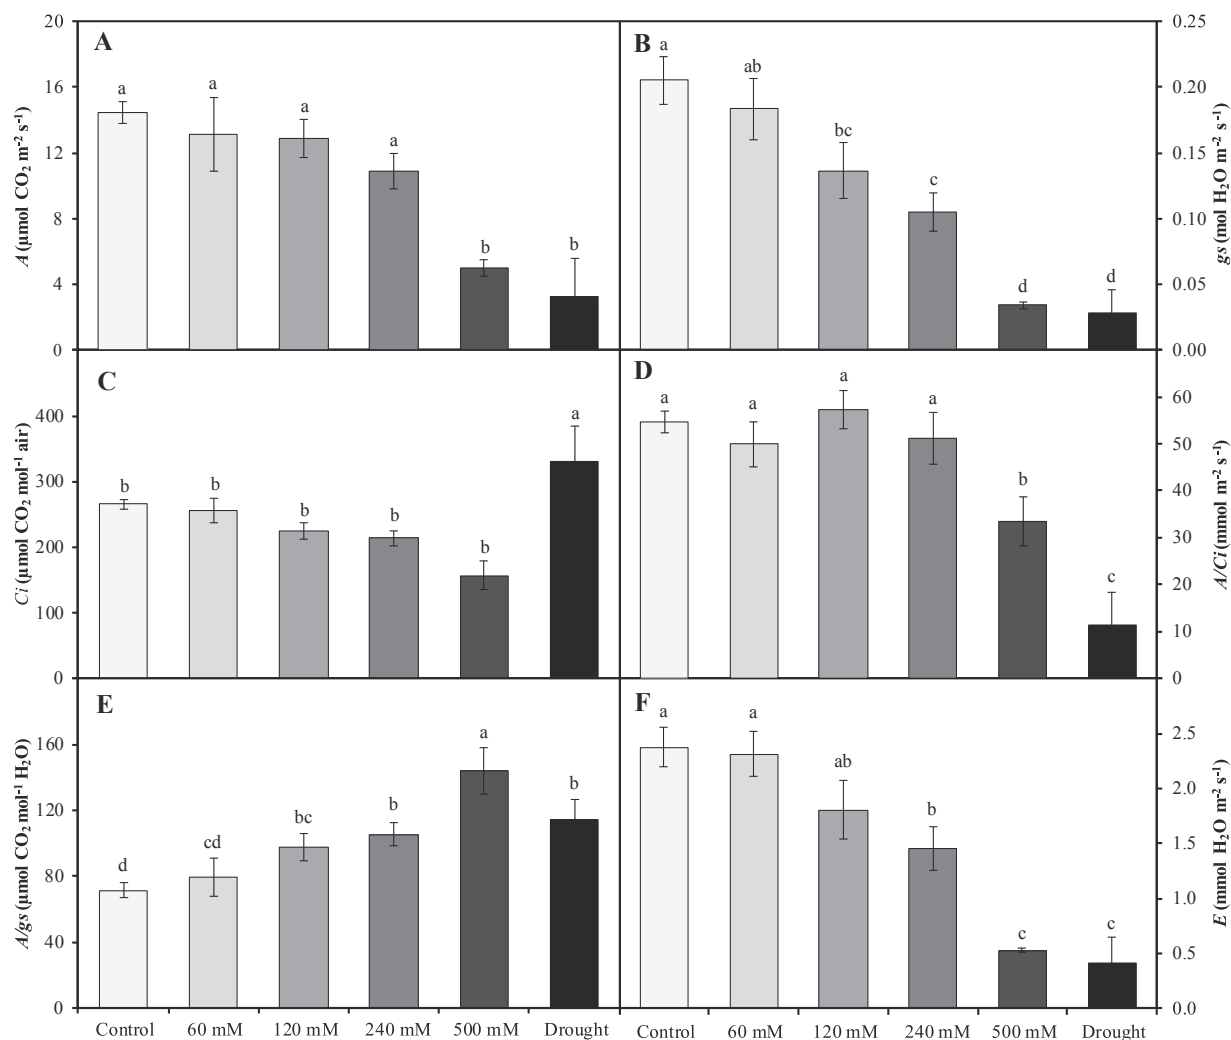 A
A (µmol CO₂ m⁻² s⁻¹)
20
16
12
8
4
0
a
a
a
a
b
b
B
gs (mol H₂O m⁻² s⁻¹)
0.25
0.20
0.15
0.10
0.05
0.00
a
ab
bc
c
d
d
C
Ci (µmol CO₂ mol⁻¹ air)
400
300
200
100
0
b
b
b
b
b
a
D
A/Ci (mmol m⁻² s⁻¹)
60
50
40
30
20
10
0
a
a
a
a
b
c
E
A/gs (µmol CO₂ mol⁻¹ H₂O)
160
120
80
40
0
d
cd
bc
b
a
b
Control 60 mM 120 mM 240 mM 500 mM Drought
F
E (mmol H₂O m⁻² s⁻¹)
2.5
2.0
1.5
1.0
0.5
0.0
a
a
ab
b
c
c
Control 60 mM 120 mM 240 mM 500 mM Drought